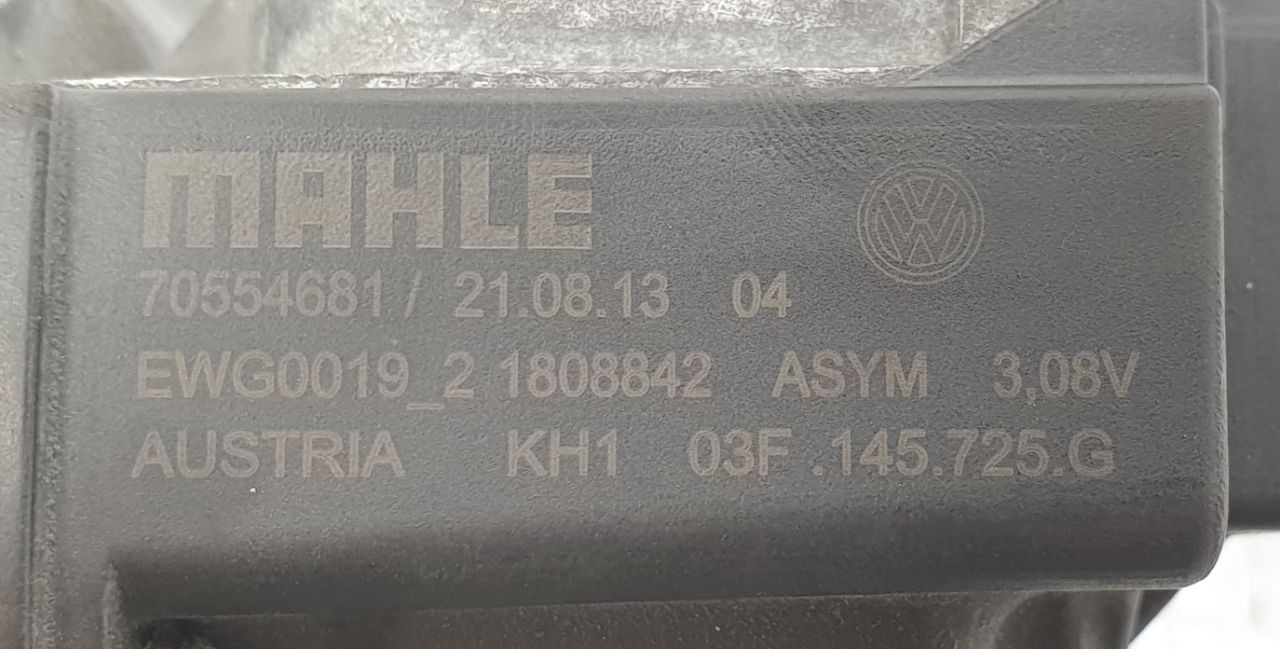 MAHLE
70554681 / 21.08.13 04
EWG0019_2 1808842 ASYM 3,08V
AUSTRIA KH1 03F .145.725.G